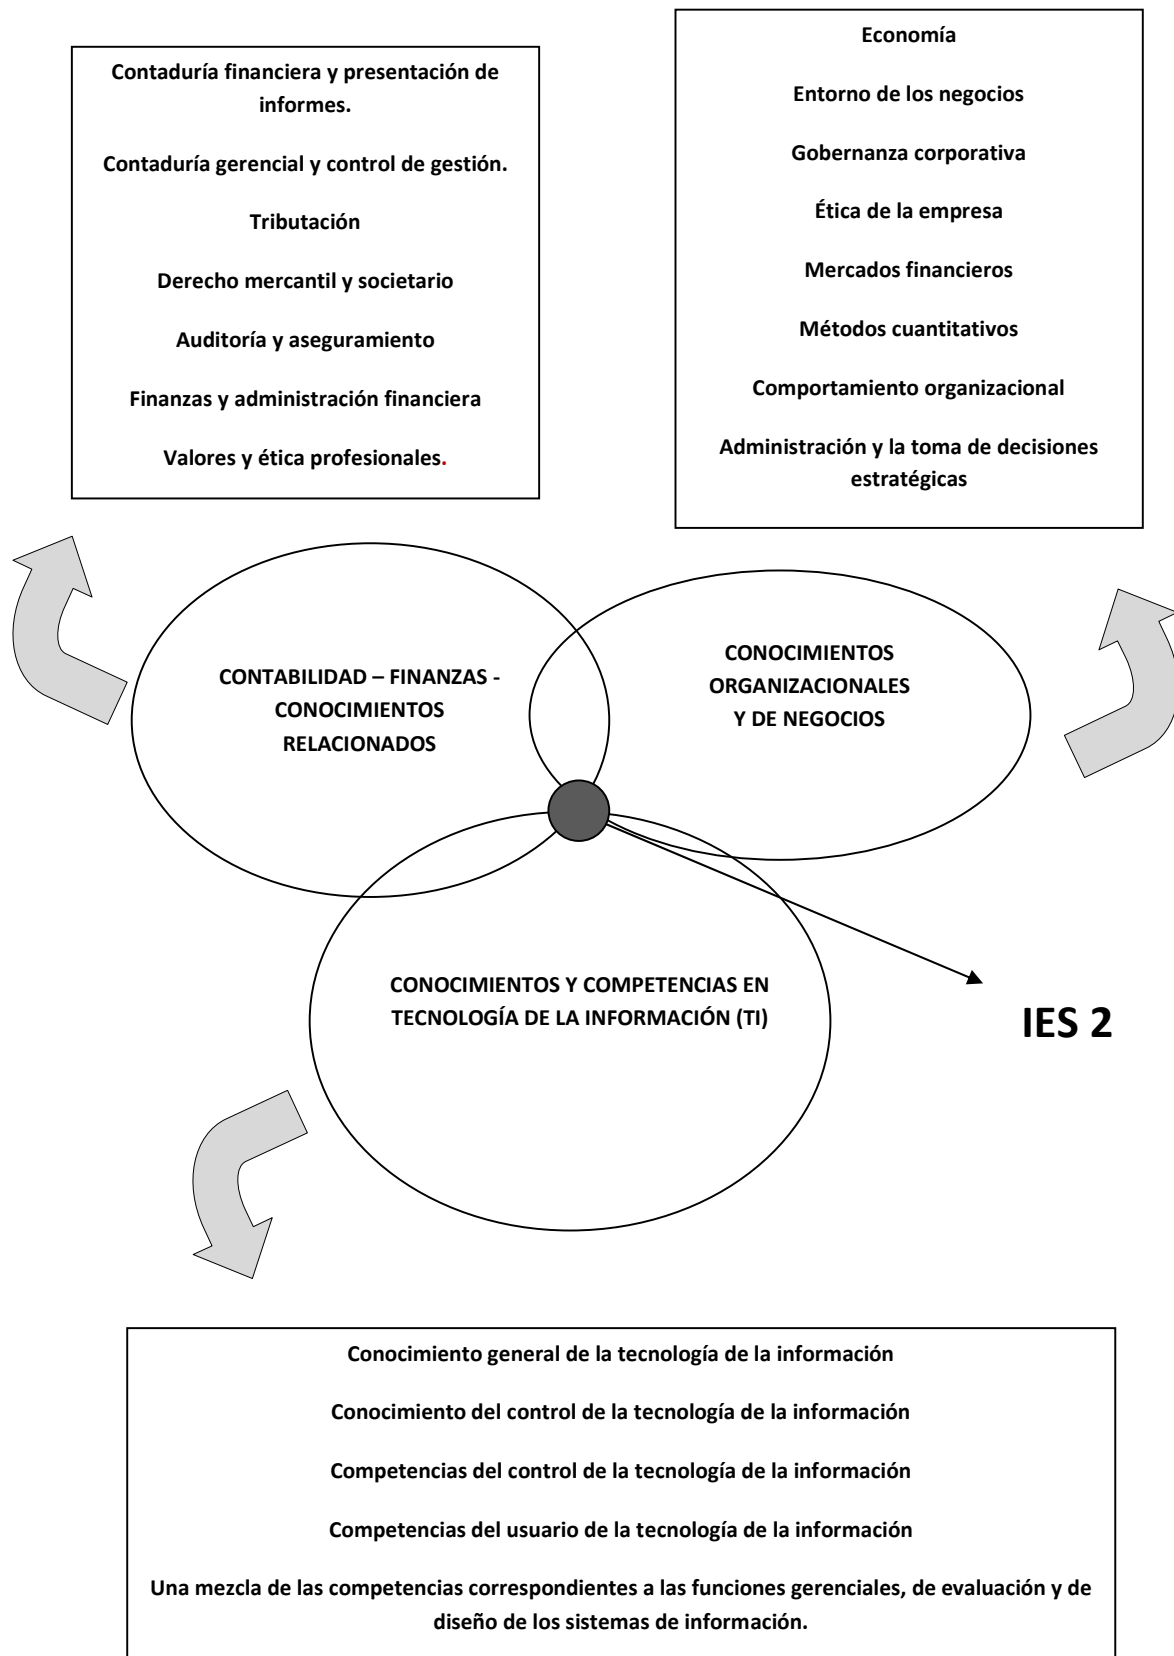 Contaduría financiera y presentación de
informes.
Contaduría gerencial y control de gestión.
Tributación
Derecho mercantil y societario
Auditoría y aseguramiento
Finanzas y administración financiera
Valores y ética profesionales.
Economía
Entorno de los negocios
Gobernanza corporativa
Ética de la empresa
Mercados financieros
Métodos cuantitativos
Comportamiento organizacional
Administración y la toma de decisiones
estratégicas
CONTABILIDAD – FINANZAS -
CONOCIMIENTOS
RELACIONADOS
CONOCIMIENTOS
ORGANIZACIONALES
Y DE NEGOCIOS
CONOCIMIENTOS Y COMPETENCIAS EN
TECNOLOGÍA DE LA INFORMACIÓN (TI)
IES 2
Conocimiento general de la tecnología de la información
Conocimiento del control de la tecnología de la información
Competencias del control de la tecnología de la información
Competencias del usuario de la tecnología de la información
Una mezcla de las competencias correspondientes a las funciones gerenciales, de evaluación y de
diseño de los sistemas de información.